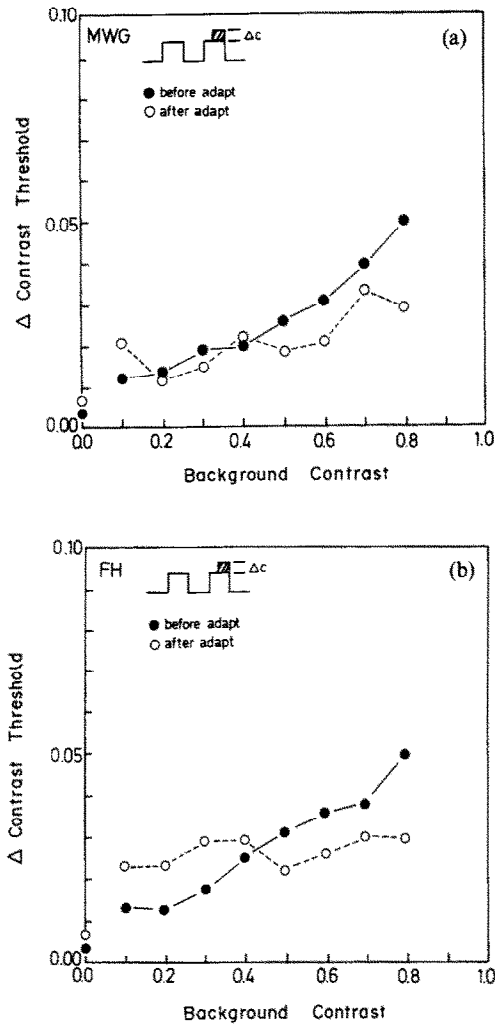 0.10
MWG
Δc
(a)
● before adapt
○ after adapt
Δ Contrast Threshold
0.05
0.00
0.0 0.2 0.4 0.6 0.8 1.0
Background Contrast
0.10
FH
Δc
(b)
● before adapt
○ after adapt
Δ Contrast Threshold
0.05
0.00
0.0 0.2 0.4 0.6 0.8 1.0
Background Contrast